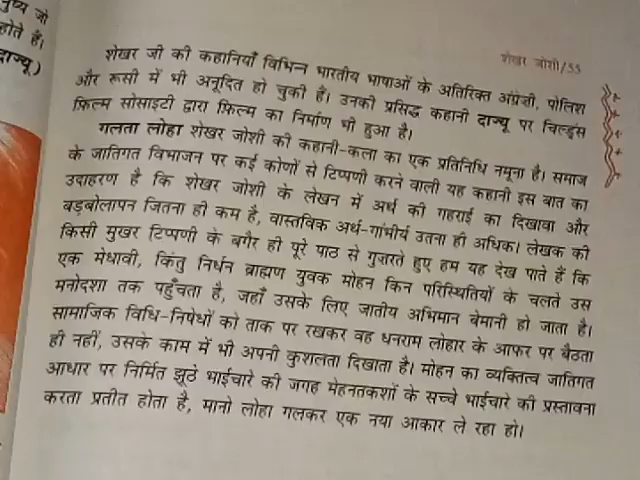 नुष्य जो
होते हैं।
दाज्यू)
शेखर जोशी/55
शेखर जी की कहानियाँ विभिन्न भारतीय भाषाओं के अतिरिक्त अंग्रेज़ी, पोलिश
और रूसी में भी अनूदित हो चुकी हैं। उनकी प्रसिद्ध कहानी दाज्यू पर चिल्ड्रंस
फ़िल्म सोसाइटी द्वारा फ़िल्म का निर्माण भी हुआ है।
गलता लोहा शेखर जोशी की कहानी-कला का एक प्रतिनिधि नमूना है। समाज
के जातिगत विभाजन पर कई कोणों से टिप्पणी करने वाली यह कहानी इस बात का
उदाहरण है कि शेखर जोशी के लेखन में अर्थ की गहराई का दिखावा और
बड़बोलापन जितना ही कम है, वास्तविक अर्थ-गांभीर्य उतना ही अधिक। लेखक की
किसी मुखर टिप्पणी के बगैर ही पूरे पाठ से गुज़रते हुए हम यह देख पाते हैं कि
एक मेधावी, किंतु निर्धन ब्राह्मण युवक मोहन किन परिस्थितियों के चलते उस
मनोदशा तक पहुँचता है, जहाँ उसके लिए जातीय अभिमान बेमानी हो जाता है।
सामाजिक विधि-निषेधों को ताक पर रखकर वह धनराम लोहार के आफर पर बैठता
ही नहीं, उसके काम में भी अपनी कुशलता दिखाता है। मोहन का व्यक्तित्व जातिगत
आधार पर निर्मित झूठे भाईचारे की जगह मेहनतकशों के सच्चे भाईचारे की प्रस्तावना
करता प्रतीत होता है, मानो लोहा गलकर एक नया आकार ले रहा हो।